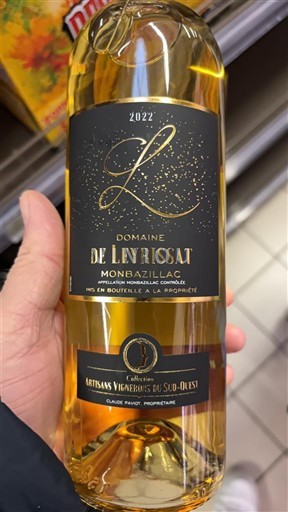 2022
L
DOMAINE
DE LEYRISSAT
MONBAZILLAC
APPELLATION MONBAZILLAC CONTRÔLÉE
MIS EN BOUTEILLE A LA PROPRIÉTÉ
Collection
ARTISANS VIGNERONS DU SUD-OUEST
CLAUDE PAVIOT, PROPRIÉTAIRE